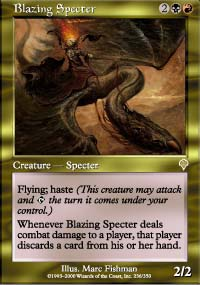 Blazing Specter 2
Creature — Specter
Flying; haste (This creature may attack
and the turn it comes under your
control.)
Whenever Blazing Specter deals
combat damage to a player, that player
discards a card from his or her hand.
Illus. Marc Fishman
©1993-2000 Wizards of the Coast, Inc. 236/350
2/2